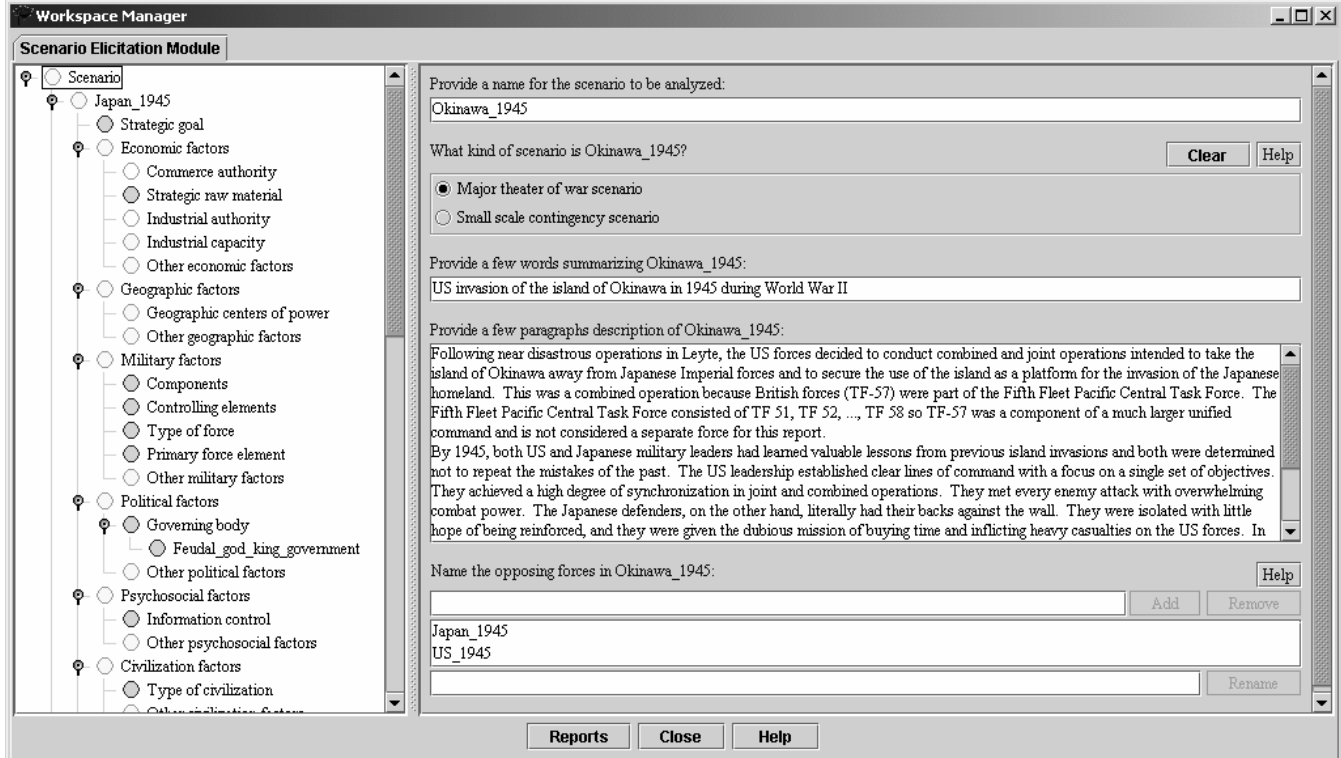 Workspace Manager
Scenario Elicitation Module
Scenario
Japan_1945
Strategic goal
Economic factors
Commerce authority
Strategic raw material
Industrial authority
Industrial capacity
Other economic factors
Geographic factors
Geographic centers of power
Other geographic factors
Military factors
Components
Controlling elements
Type of force
Primary force element
Other military factors
Political factors
Governing body
Feudal_god_king_government
Other political factors
Psychosocial factors
Information control
Other psychosocial factors
Civilization factors
Type of civilization
Other civilization factors
Provide a name for the scenario to be analyzed:
Okinawa_1945
What kind of scenario is Okinawa_1945?
Clear
Help
Major theater of war scenario
Small scale contingency scenario
Provide a few words summarizing Okinawa_1945:
US invasion of the island of Okinawa in 1945 during World War II
Provide a few paragraphs description of Okinawa_1945:
Following near disastrous operations in Leyte, the US forces decided to conduct combined and joint operations intended to take the
island of Okinawa away from Japanese Imperial forces and to secure the use of the island as a platform for the invasion of the Japanese
homeland. This was a combined operation because British forces (TF-57) were part of the Fifth Fleet Pacific Central Task Force. The
Fifth Fleet Pacific Central Task Force consisted of TF 51, TF 52, ..., TF 58 so TF-57 was a component of a much larger unified
command and is not considered a separate force for this report.
By 1945, both US and Japanese military leaders had learned valuable lessons from previous island invasions and both were determined
not to repeat the mistakes of the past. The US leadership established clear lines of command with a focus on a single set of objectives.
They achieved a high degree of synchronization in joint and combined operations. They met every enemy attack with overwhelming
combat power. The Japanese defenders, on the other hand, literally had their backs against the wall. They were isolated with little
hope of being reinforced, and they were given the dubious mission of buying time and inflicting heavy casualties on the US forces. In
Name the opposing forces in Okinawa_1945:
Help
Add
Remove
Japan_1945
US_1945
Rename
Reports
Close
Help